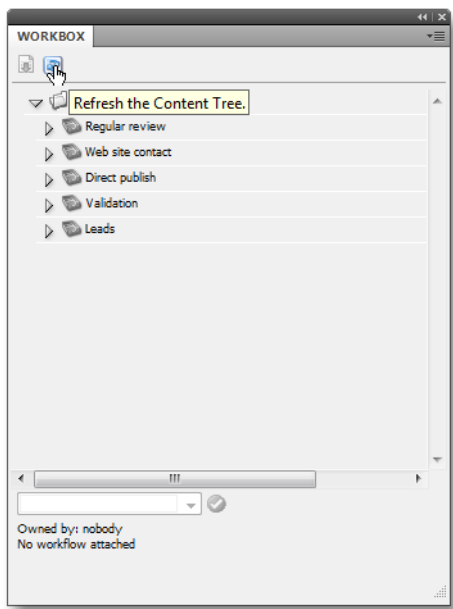 WORKBOX
Refresh the Content Tree.
Regular review
Web site contact
Direct publish
Validation
Leads
Owned by: nobody
No workflow attached